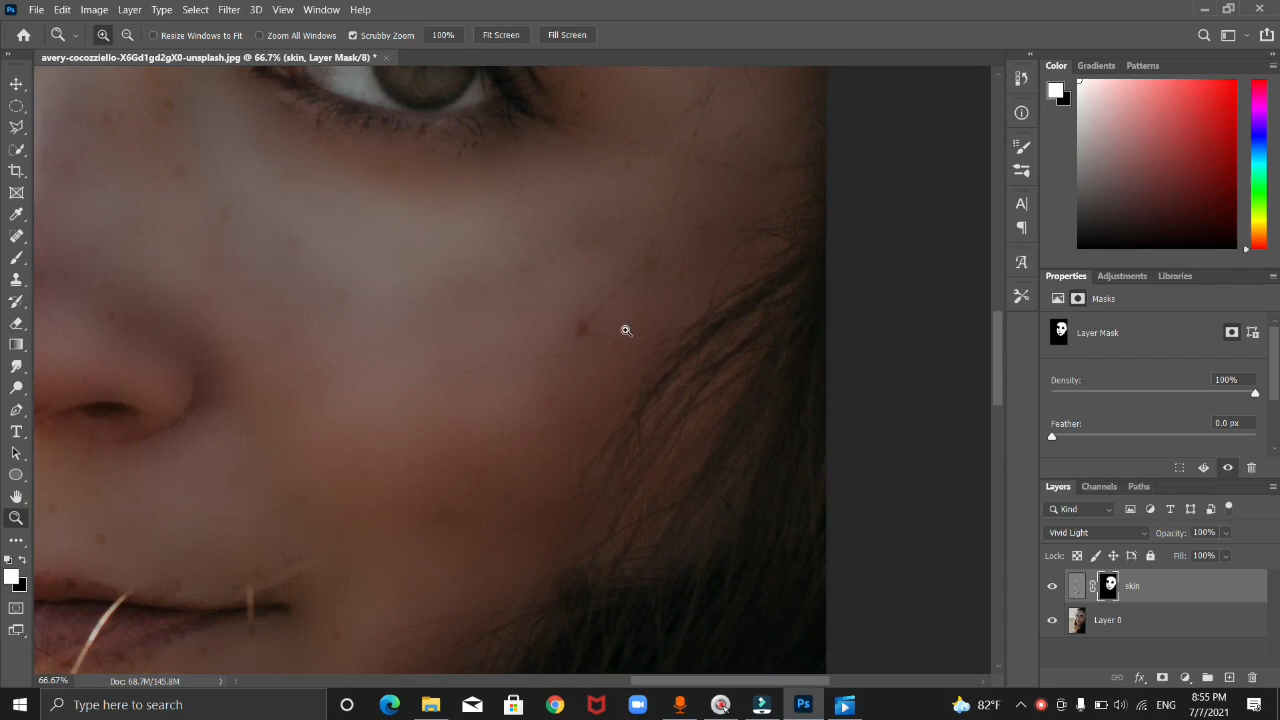 Ps File Edit Image Layer Type Select Filter 3D View Window Help
Resize Windows to Fit Zoom All Windows Scrubby Zoom 100% Fit Screen Fill Screen
avery-cocozziello-X6Gd1gd2gX0-unsplash.jpg @ 66.7% (skin, Layer Mask/8) *
Color Gradients Patterns
Properties Adjustments Libraries
Masks
Layer Mask
Density: 100%
Feather: 0.0 px
Layers Channels Paths
Kind
Vivid Light Opacity: 100%
Lock: Fill: 100%
skin
Layer 0
66.67% Doc: 68.7M/145.8M
Type here to search
Ps
82°F
ENG
8:55 PM
7/7/2021